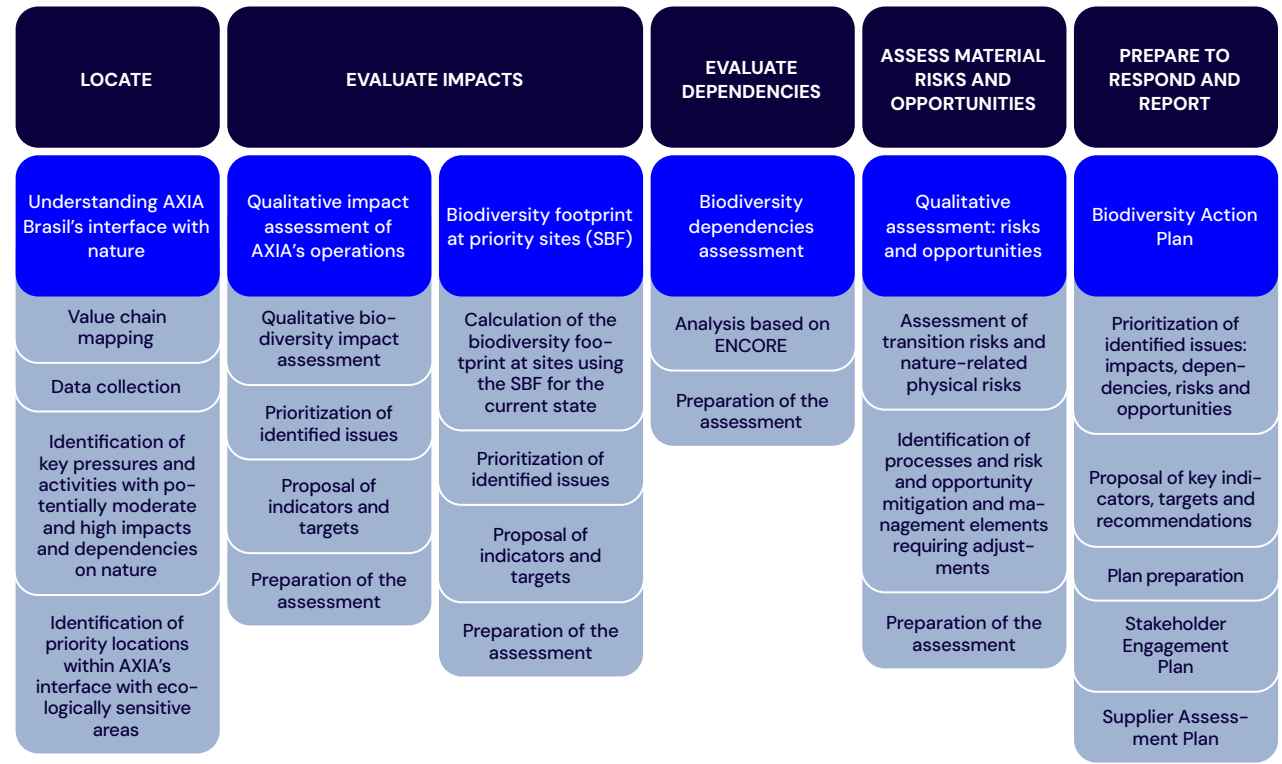 LOCATE
EVALUATE IMPACTS
EVALUATE
DEPENDENCIES
ASSESS MATERIAL
RISKS AND
OPPORTUNITIES
PREPARE TO
RESPOND AND
REPORT
Understanding AXIA
Brasil’s interface with
nature
Value chain
mapping
Data collection
Identification of
key pressures and
activities with po-
tentially moderate
and high impacts
and dependencies
on nature
Identification of
priority locations
within AXIA’s
interface with eco-
logically sensitive
areas
Qualitative impact
assessment of
AXIA’s operations
Qualitative bio-
diversity impact
assessment
Prioritization of
identified issues
Proposal of
indicators and
targets
Preparation of the
assessment
Biodiversity footprint
at priority sites (SBF)
Calculation of the
biodiversity foo-
tprint at sites using
the SBF for the
current state
Prioritization of
identified issues
Proposal of
indicators and
targets
Preparation of the
assessment
Biodiversity
dependencies
assessment
Analysis based on
ENCORE
Preparation of the
assessment
Qualitative
assessment: risks
and opportunities
Assessment of
transition risks and
nature-related
physical risks
Identification of
processes and risk
and opportunity
mitigation and ma-
nagement elements
requiring adjust-
ments
Preparation of the
assessment
Biodiversity Action
Plan
Prioritization of
identified issues:
impacts, depen-
dencies, risks and
opportunities
Proposal of key indi-
cators, targets and
recommendations
Plan preparation
Stakeholder
Engagement
Plan
Supplier Assess-
ment Plan